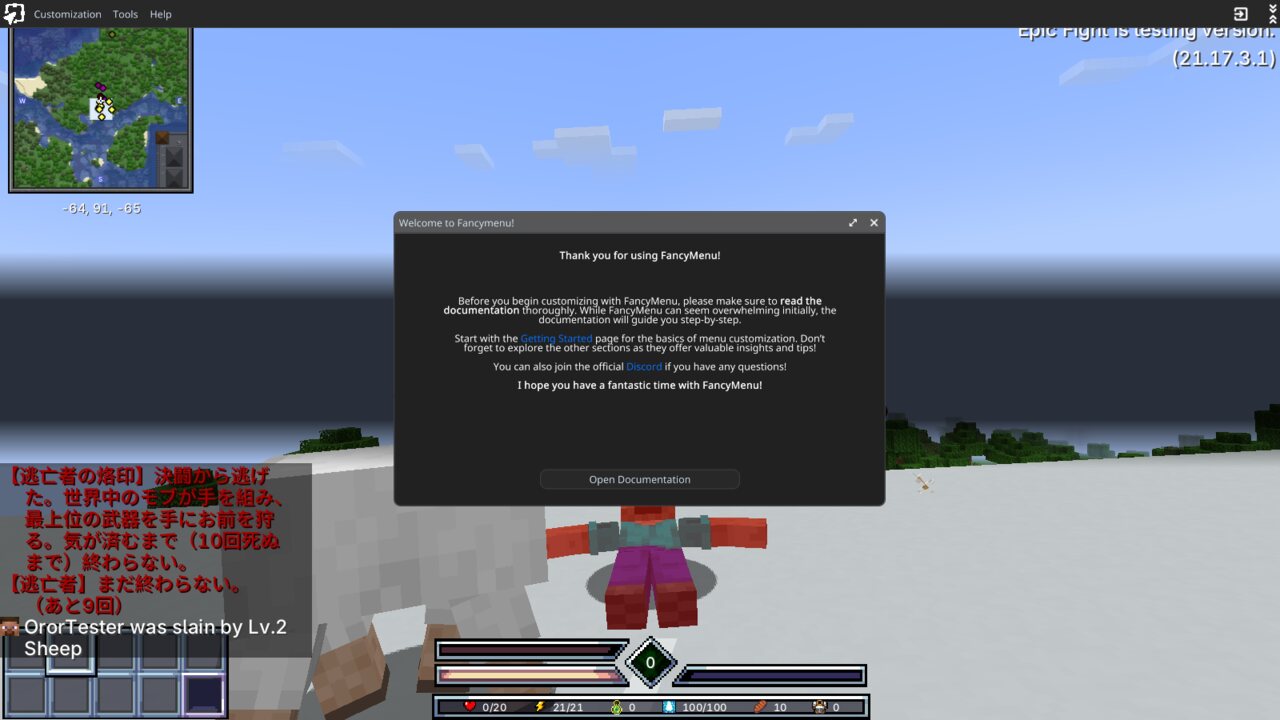 Customization Tools Help
Epic Fight is testing version.
(21.17.3.1)
W
E
S
-64, 91, -65
Welcome to Fancymenu!
Thank you for using FancyMenu!
Before you begin customizing with FancyMenu, please make sure to read the
documentation thoroughly. While FancyMenu can seem overwhelming initially, the
documentation will guide you step-by-step.
Start with the Getting Started page for the basics of menu customization. Don't
forget to explore the other sections as they offer valuable insights and tips!
You can also join the official Discord if you have any questions!
I hope you have a fantastic time with FancyMenu!
Open Documentation
【逃亡者の烙印】決闘から逃げ
た。世界中のモブが手を組み、
最上位の武器を手にお前を狩
る。気が済むまで（10回死ぬ
まで）終わらない。
【逃亡者】まだ終わらない。
（あと9回）
OrorTester was slain by Lv.2
Sheep
0
0/20 21/21 0 100/100 10 0